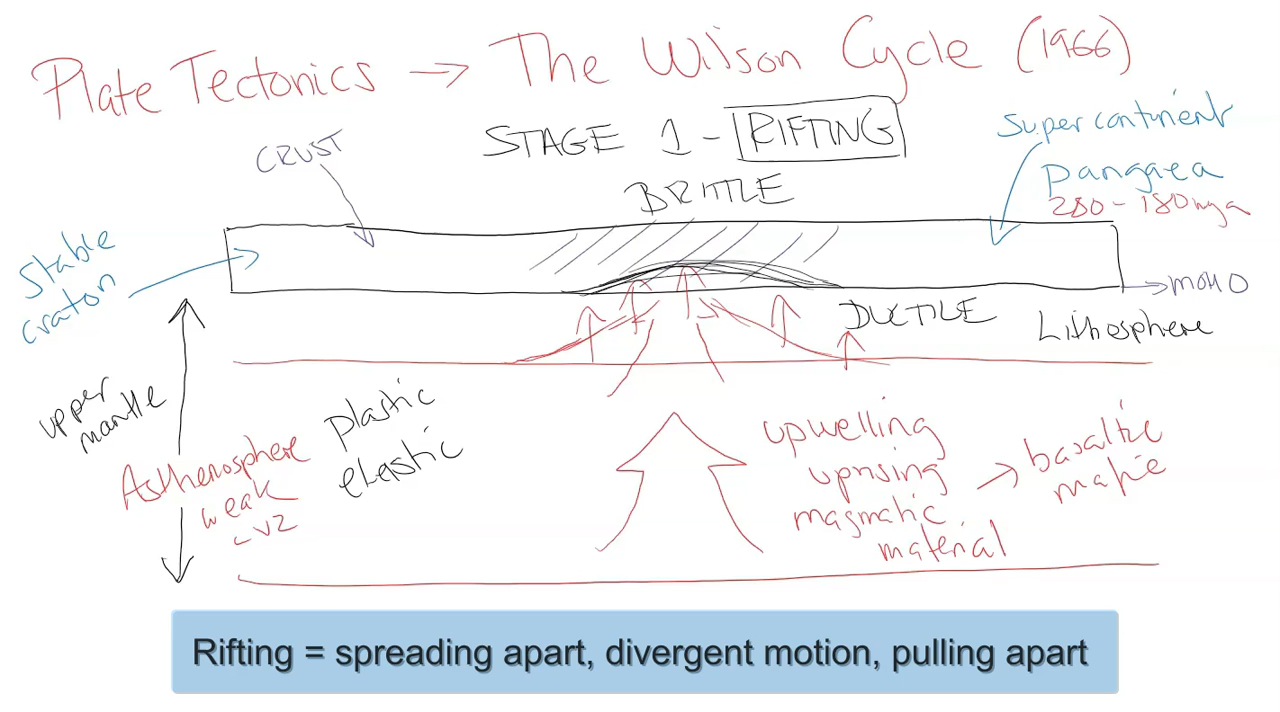 Plate Tectonics → The Wilson Cycle (1966)
STAGE 1 - RIFTING
CRUST
BRITTLE
Supercontinent
Pangaea
280-180mya
Stable
craton
MOHO
DUCTILE
Lithosphere
upper
mantle
plastic
elastic
Asthenosphere
weak
upwelling
uprising
magmatic
material
→ basaltic
mafic
Rifting = spreading apart, divergent motion, pulling apart